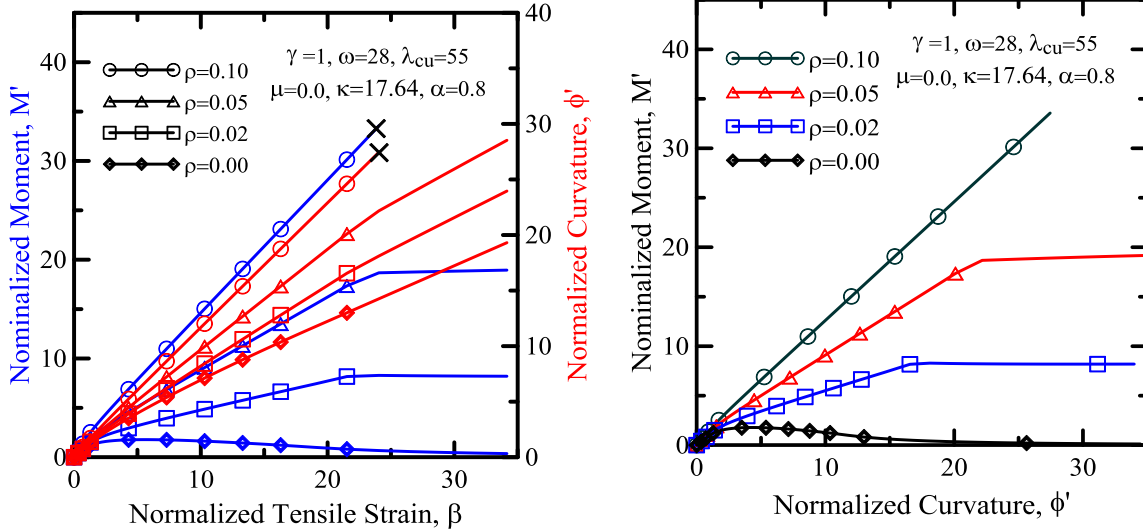 40
30
20
10
0
Nominalized Moment, M'
40
30
20
10
0
Normalized Curvature, ϕ'
0 10 20 30
Normalized Tensile Strain, β
γ =1, ω=28, λcu=55
μ=0.0, κ=17.64, α=0.8
ρ=0.10
ρ=0.05
ρ=0.02
ρ=0.00
40
30
20
10
0
Nominalized Moment, M'
0 10 20 30
Normalized Curvature, ϕ'
γ =1, ω=28, λcu=55
μ=0.0, κ=17.64, α=0.8
ρ=0.10
ρ=0.05
ρ=0.02
ρ=0.00